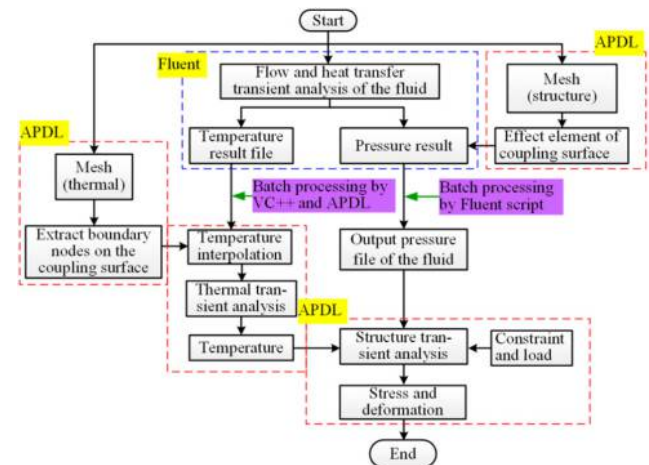 Start
APDL
Fluent
Flow and heat transfer
transient analysis of the fluid
Mesh
(structure)
APDL
Temperature
result file
Pressure result
Effect element of
coupling surface
Mesh
(thermal)
Batch processing by
VC++ and APDL
Batch processing
by Fluent script
Extract boundary
nodes on the
coupling surface
Temperature
interpolation
Output pressure
file of the fluid
Thermal tran-
sient analysis
APDL
Temperature
Structure tran-
sient analysis
Constraint
and load
Stress and
deformation
End